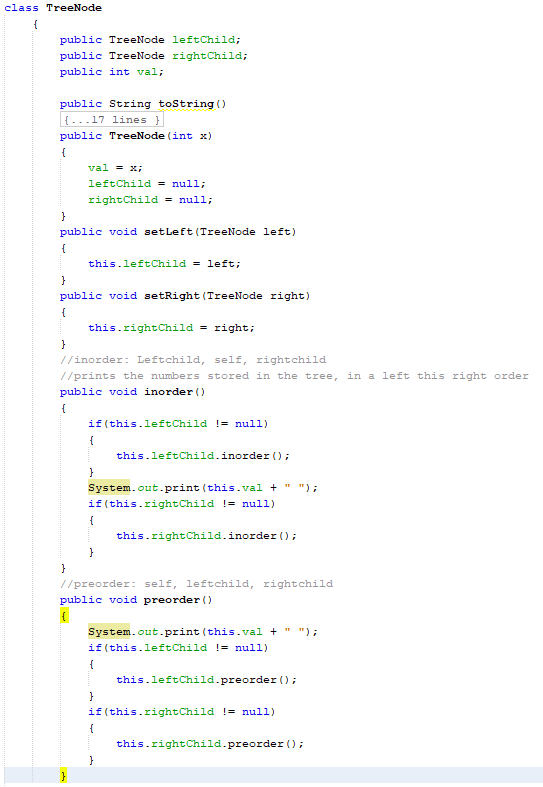 class TreeNode
{
public TreeNode leftChild;
public TreeNode rightChild;
public int val;
public String toString()
{...17 lines }
public TreeNode(int x)
{
val = x;
leftChild = null;
rightChild = null;
}
public void setLeft(TreeNode left)
{
this.leftChild = left;
}
public void setRight(TreeNode right)
{
this.rightChild = right;
}
//inorder: Leftchild, self, rightchild
//prints the numbers stored in the tree, in a left this right order
public void inorder()
{
if(this.leftChild != null)
{
this.leftChild.inorder();
}
System.out.print(this.val + " ");
if(this.rightChild != null)
{
this.rightChild.inorder();
}
}
//preorder: self, leftchild, rightchild
public void preorder()
{
System.out.print(this.val + " ");
if(this.leftChild != null)
{
this.leftChild.preorder();
}
if(this.rightChild != null)
{
this.rightChild.preorder();
}
}